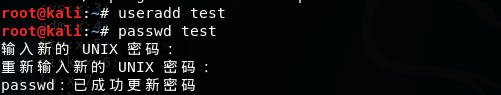 root@kali:~# useradd test
root@kali:~# passwd test
输入新的 UNIX 密码：
重新输入新的 UNIX 密码：
passwd：已成功更新密码